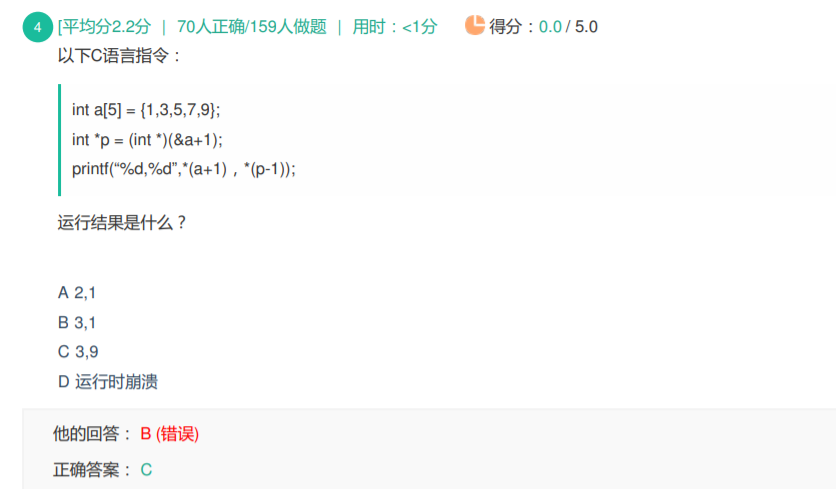 4 [平均分2.2分 | 70人正确/159人做题 | 用时：<1分 得分：0.0 / 5.0
以下C语言指令：
int a[5] = {1,3,5,7,9};
int *p = (int *)(&a+1);
printf(“%d,%d”,*(a+1)，*(p-1));
运行结果是什么？
A 2,1
B 3,1
C 3,9
D 运行时崩溃
他的回答： B (错误)
正确答案： C